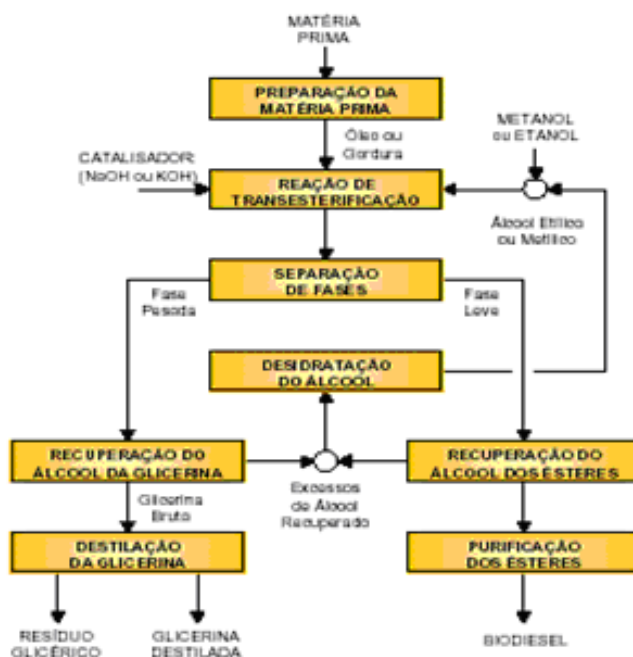 MATÉRIA
PRIMA
PREPARAÇÃO DA
MATÉRIA PRIMA
METANOL
ou ETANOL
Óleo ou
Gordura
CATALISADOR
(NaOH ou KOH)
REAÇÃO DE
TRANSESTERIFICAÇÃO
Álcool Etílico
ou Metílico
SEPARAÇÃO
DE FASES
Fase
Pesada
Fase
Leve
DESIDRATAÇÃO
DO ÁLCOOL
RECUPERAÇÃO DO
ÁLCOOL DA GLICERINA
RECUPERAÇÃO DO
ÁLCOOL DOS ÉSTERES
Glicerina
Bruta
Excessos
de Álcool
Recuperado
DESTILAÇÃO
DA GLICERINA
PURIFICAÇÃO
DOS ÉSTERES
RESÍDUO
GLICÉRICO
GLICERINA
DESTILADA
BIODIESEL